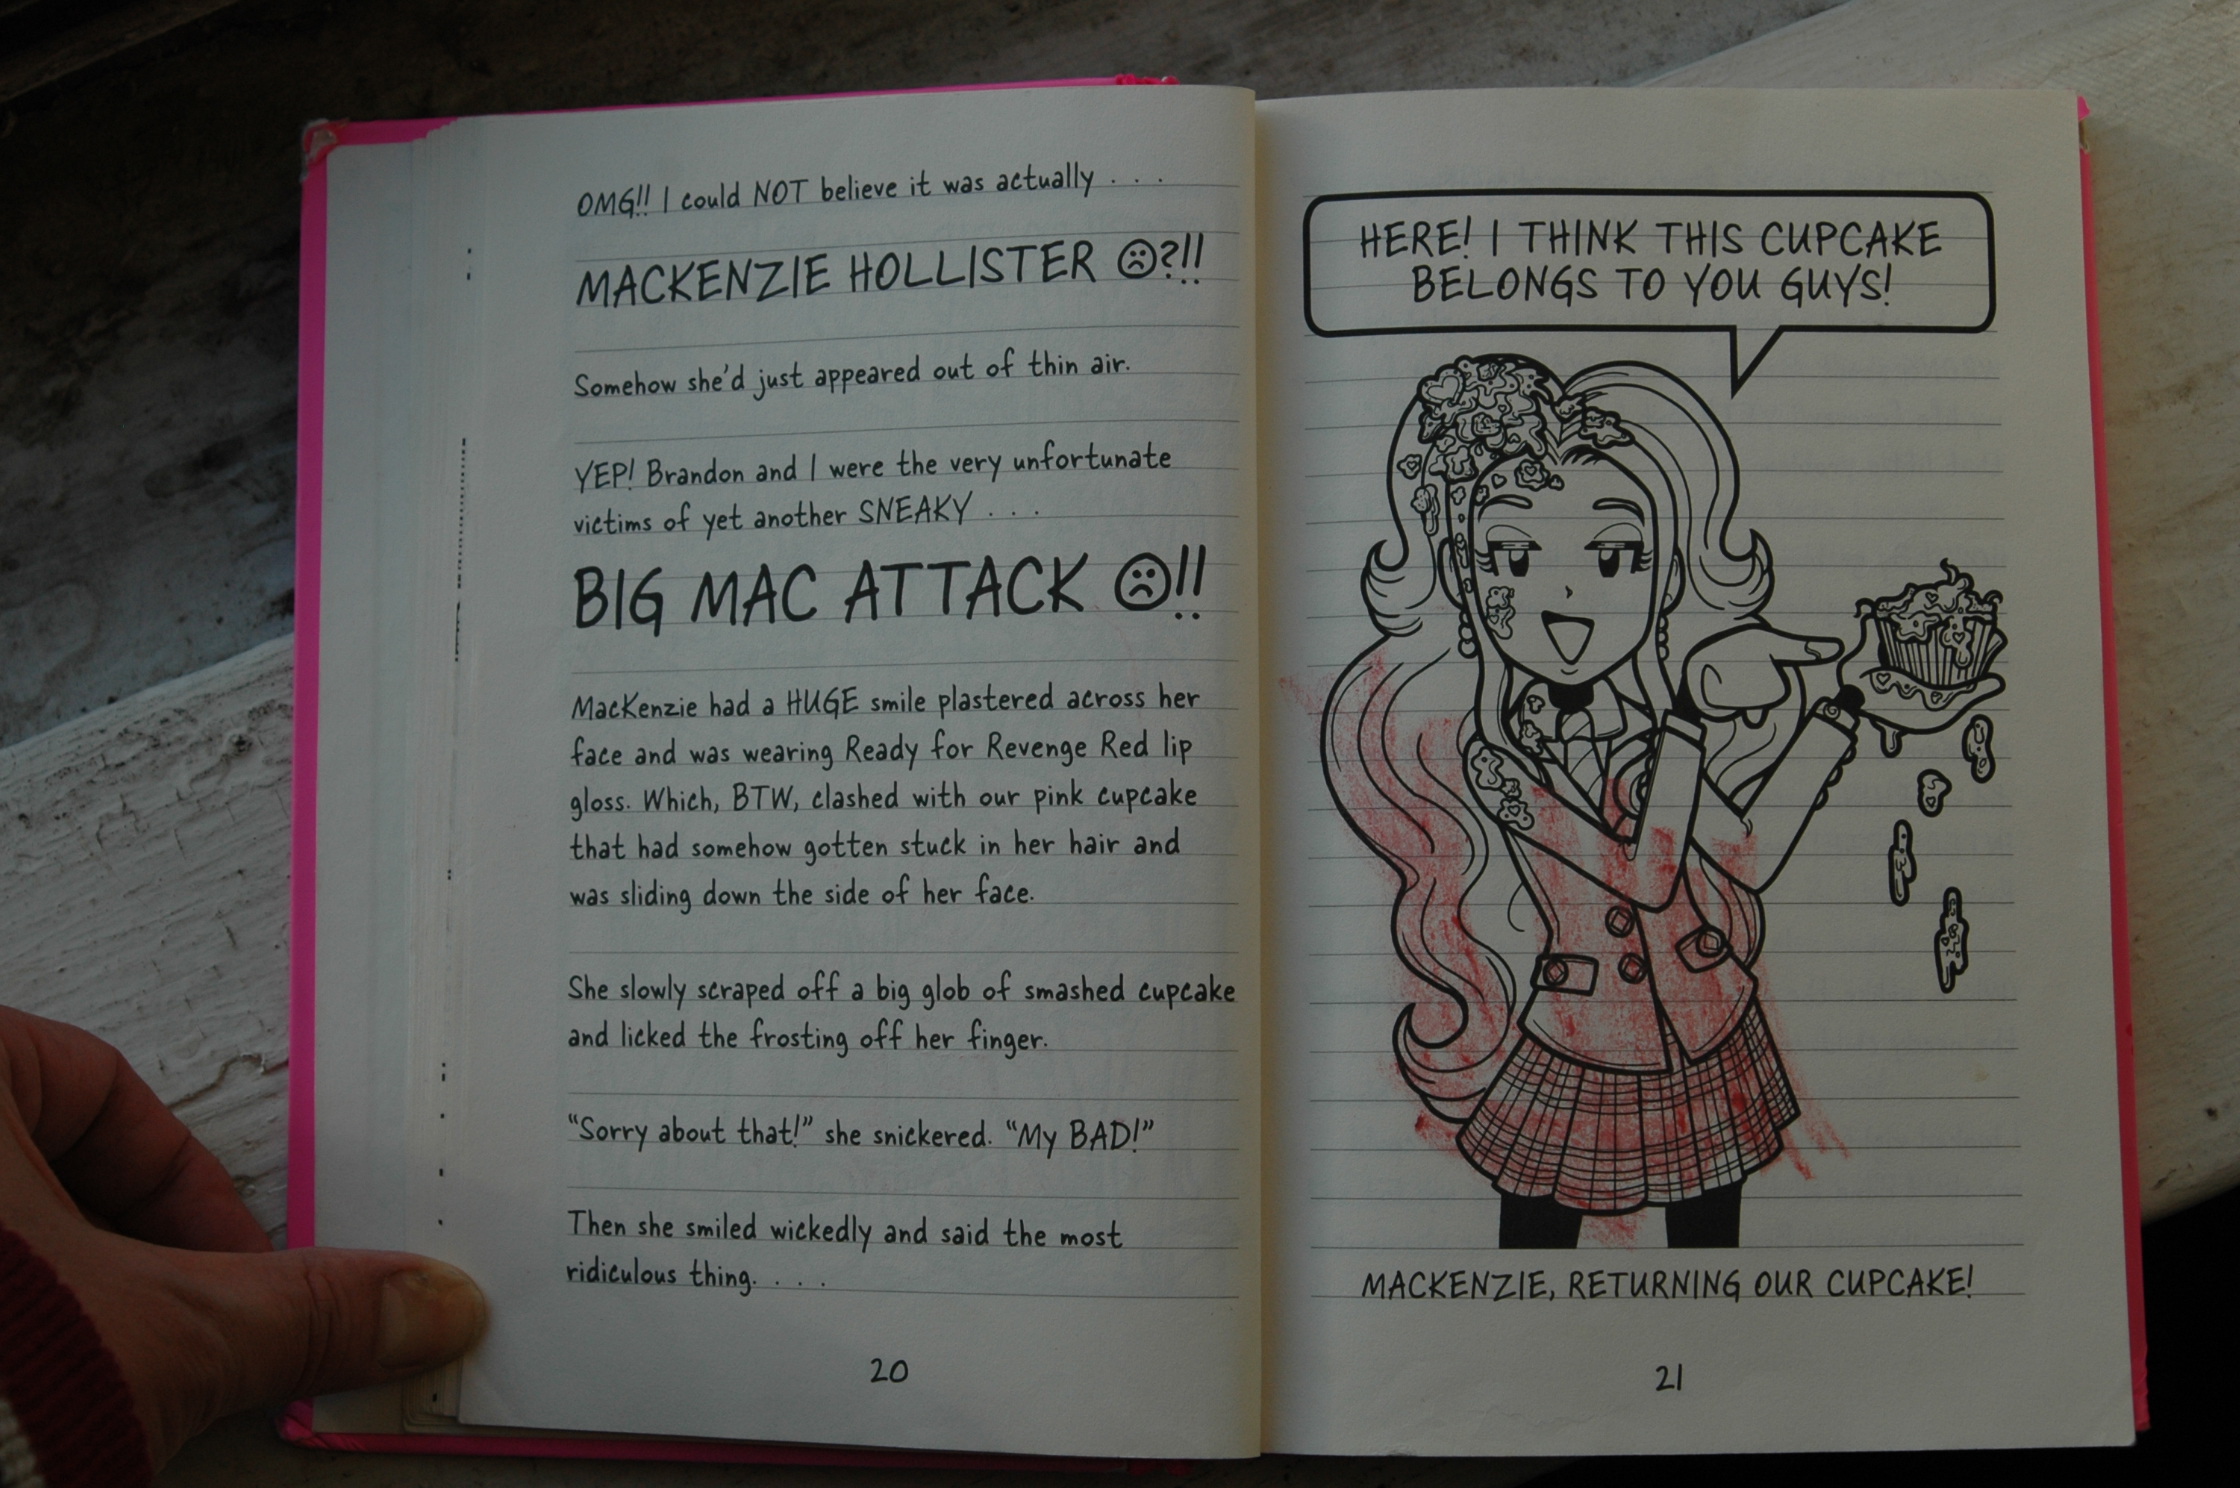 OMG!! I could NOT believe it was actually . . .
MACKENZIE HOLLISTER ☹?!!
Somehow she'd just appeared out of thin air.
YEP! Brandon and I were the very unfortunate
victims of yet another SNEAKY . . .
BIG MAC ATTACK ☹!!
MacKenzie had a HUGE smile plastered across her
face and was wearing Ready for Revenge Red lip
gloss. Which, BTW, clashed with our pink cupcake
that had somehow gotten stuck in her hair and
was sliding down the side of her face.
She slowly scraped off a big glob of smashed cupcake
and licked the frosting off her finger.
“Sorry about that!” she snickered. “My BAD!”
Then she smiled wickedly and said the most
ridiculous thing. . . .
20
HERE! I THINK THIS CUPCAKE
BELONGS TO YOU GUYS!
MACKENZIE, RETURNING OUR CUPCAKE!
21